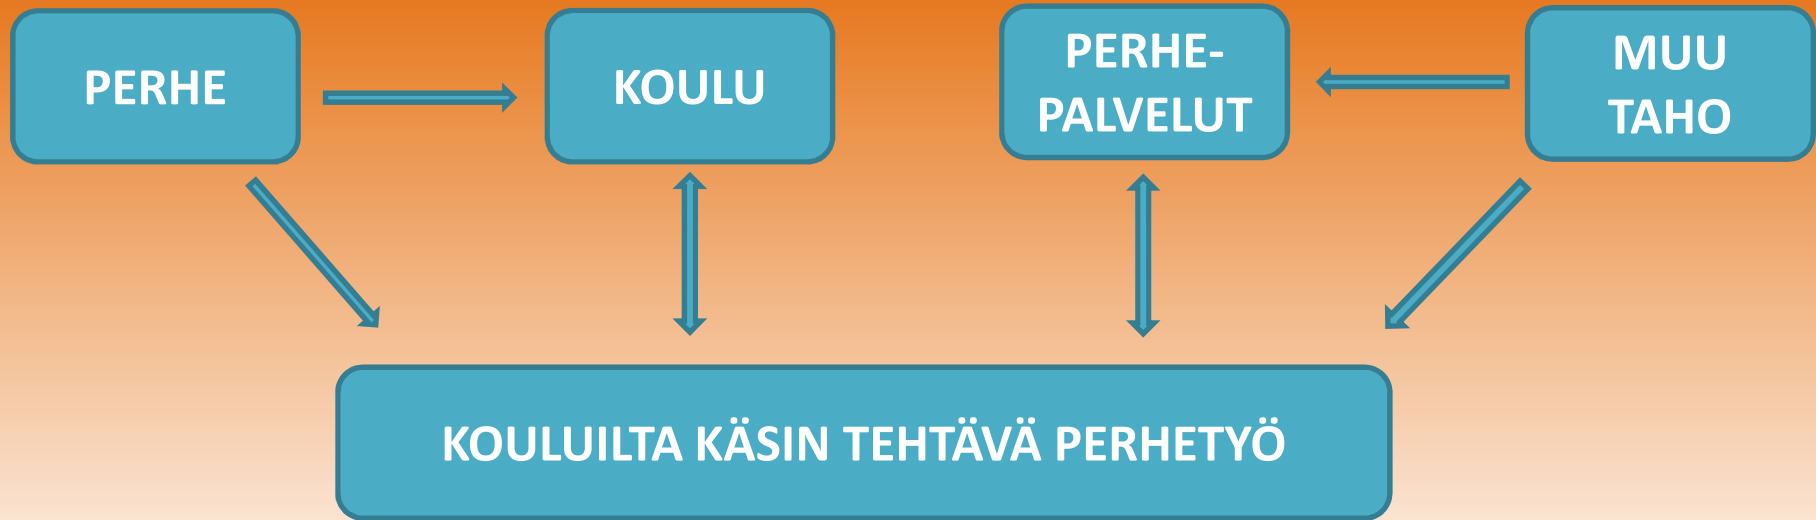 PERHE
KOULU
PERHE-
PALVELUT
MUU
TAHO
KOULUILTA KÄSIN TEHTÄVÄ PERHETYÖ